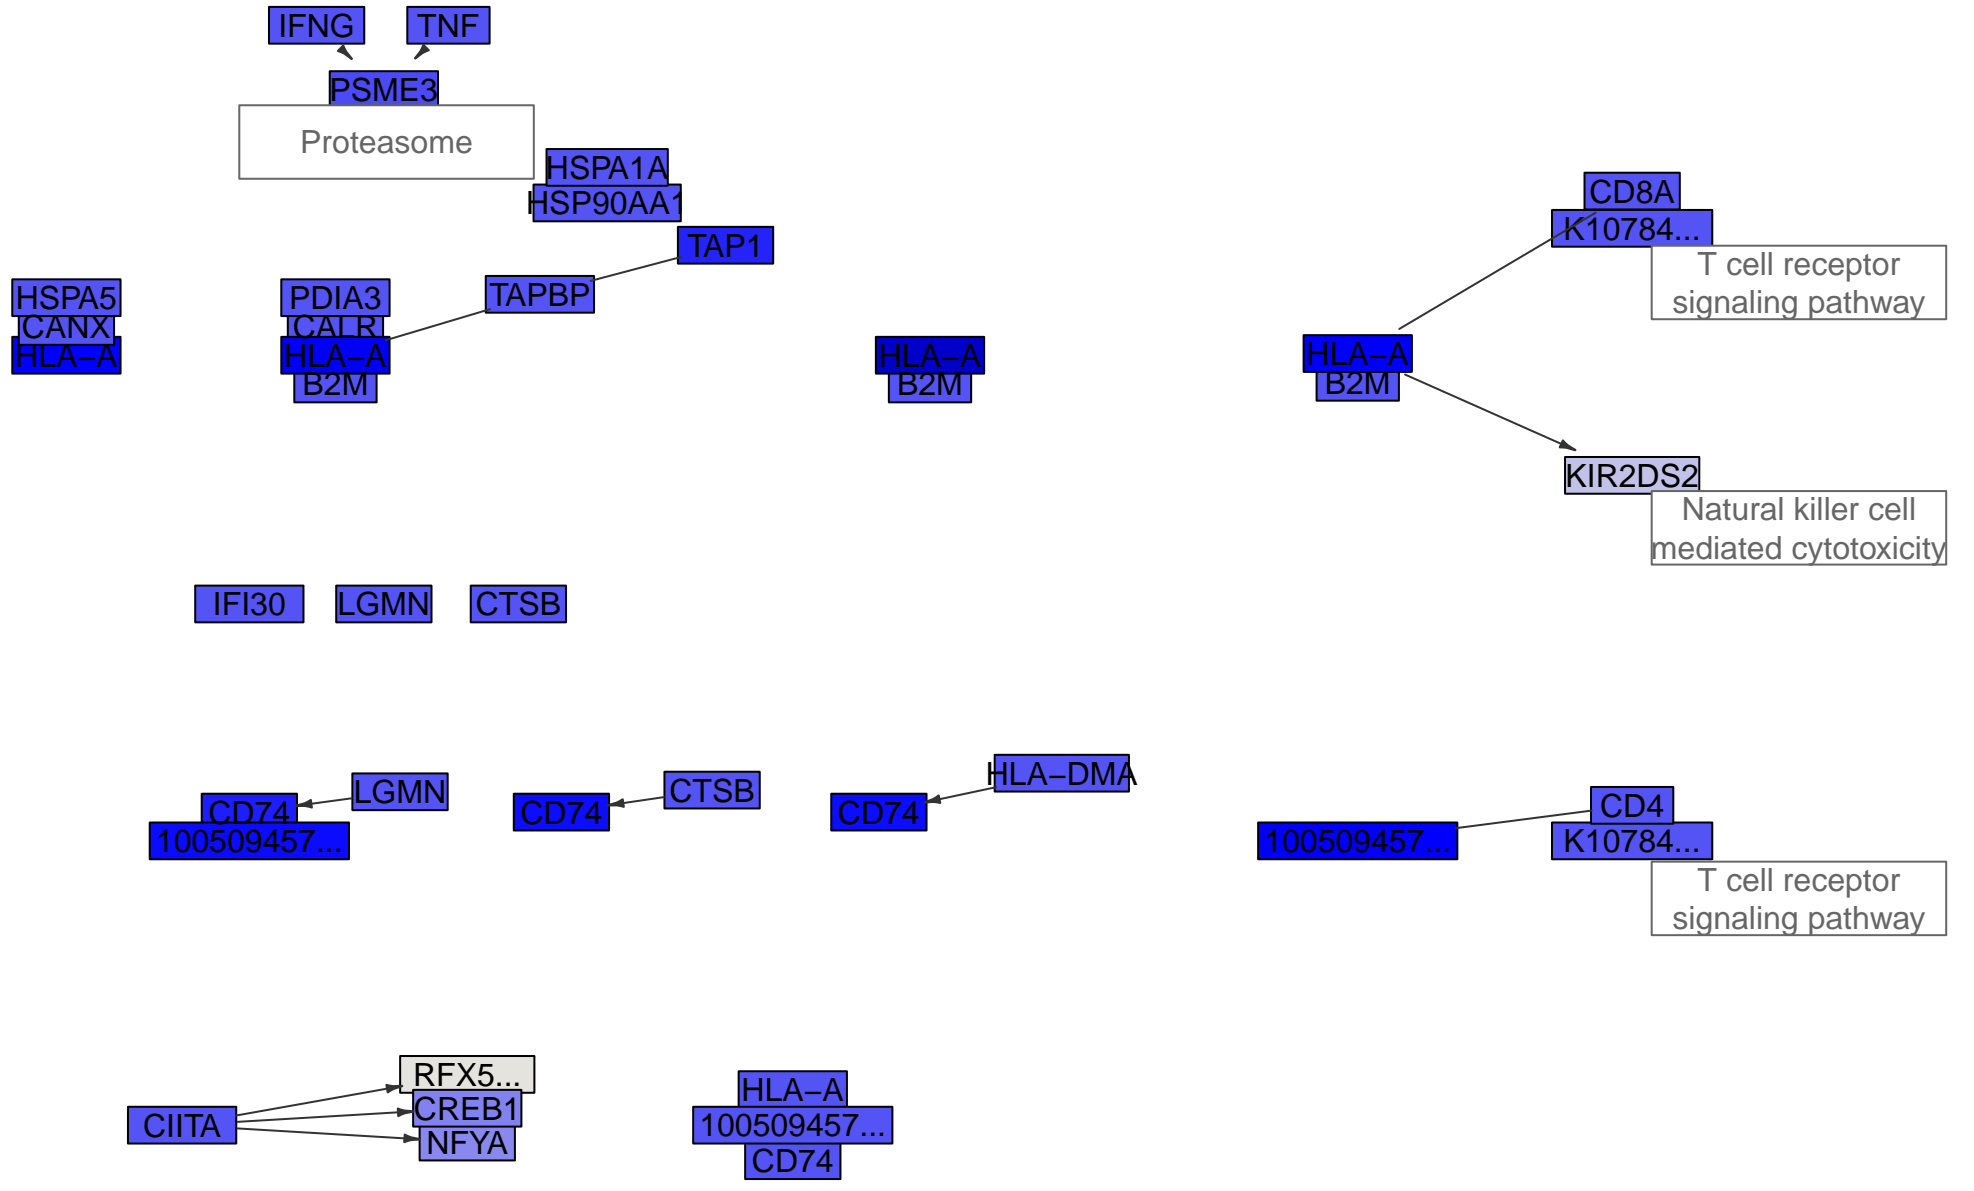 IFNG
TNF
PSME3
Proteasome
HSPA1A
HSP90AA1
CD8A
K10784...
TAP1
T cell receptor
signaling pathway
HSPA5
PDIA3
TAPBP
CANX
CALR
HLA−A
HLA−A
HLA−A
HLA−A
B2M
B2M
B2M
KIR2DS2
Natural killer cell
mediated cytotoxicity
IFI30
LGMN
CTSB
HLA−DMA
LGMN
CTSB
CD4
CD74
CD74
CD74
100509457...
100509457...
K10784...
T cell receptor
signaling pathway
RFX5...
HLA−A
CREB1
CIITA
100509457...
NFYA
CD74